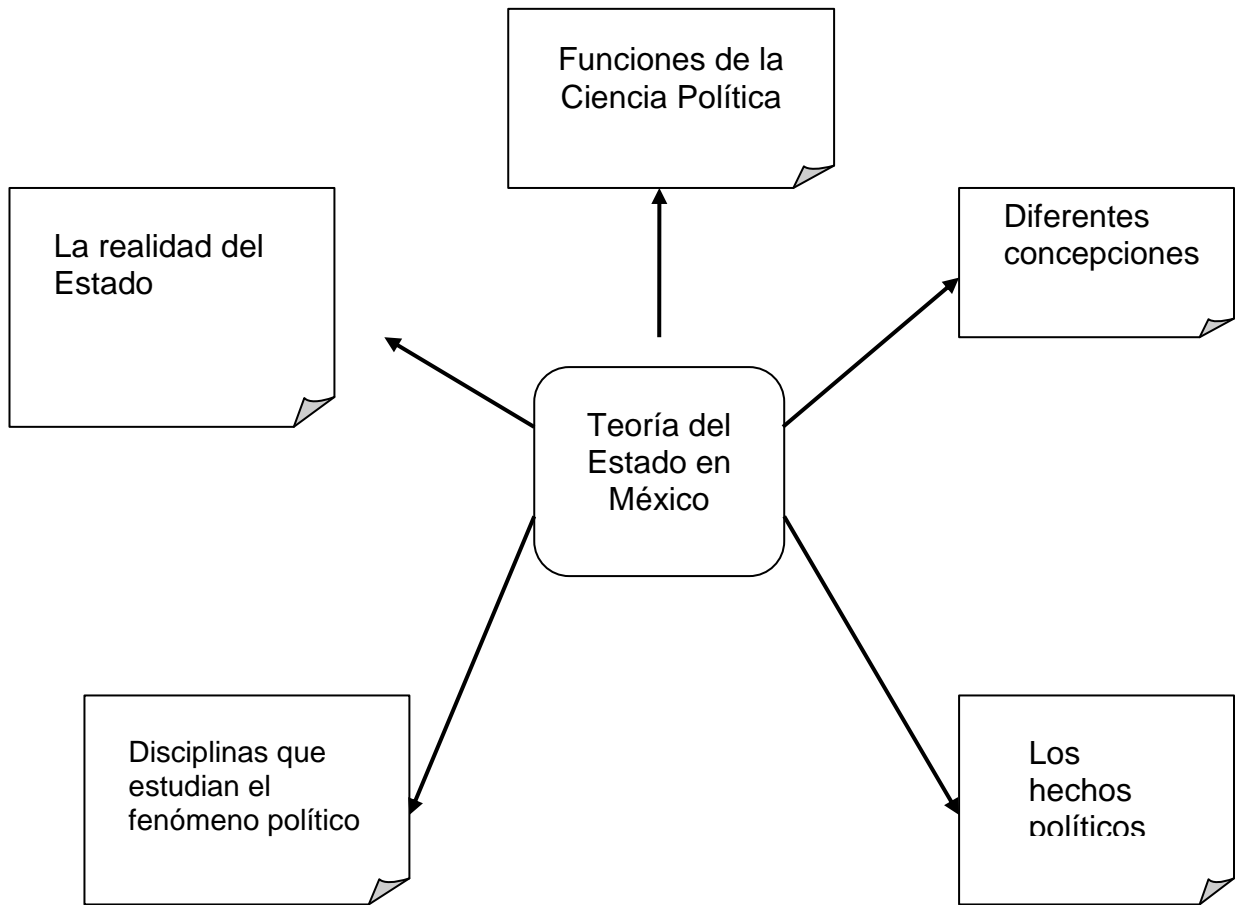 Funciones de la
Ciencia Política
La realidad del
Estado
Diferentes
concepciones
Teoría del
Estado en
México
Disciplinas que
estudian el
fenómeno político
Los
hechos
políticos